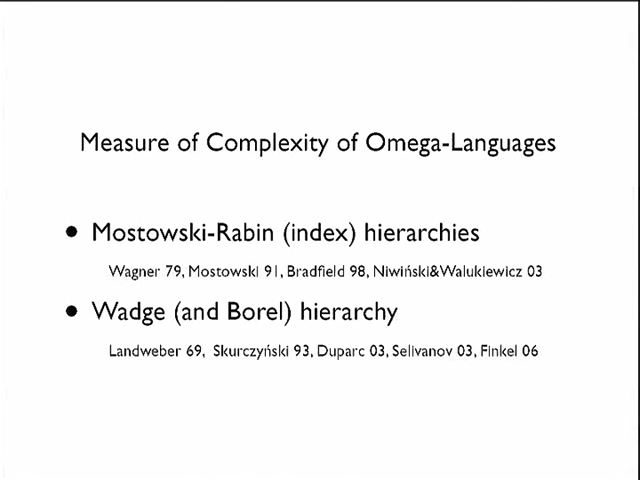 Measure of Complexity of Omega-Languages
• Mostowski-Rabin (index) hierarchies
Wagner 79, Mostowski 91, Bradfield 98, Niwiński&Walukiewicz 03
• Wadge (and Borel) hierarchy
Landweber 69, Skurczyński 93, Duparc 03, Selivanov 03, Finkel 06